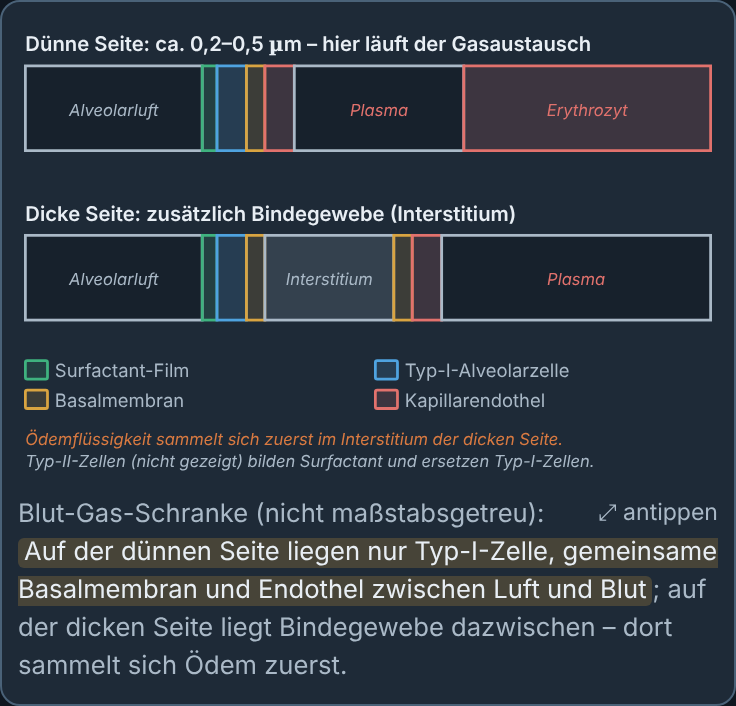 Dünne Seite: ca. 0,2–0,5 μm – hier läuft der Gasaustausch
Alveolarluft
Plasma
Erythrozyt
Dicke Seite: zusätzlich Bindegewebe (Interstitium)
Alveolarluft
Interstitium
Plasma
Surfactant-Film
Typ-I-Alveolarzelle
Basalmembran
Kapillarendothel
Ödemflüssigkeit sammelt sich zuerst im Interstitium der dicken Seite.
Typ-II-Zellen (nicht gezeigt) bilden Surfactant und ersetzen Typ-I-Zellen.
Blut-Gas-Schranke (nicht maßstabsgetreu): ⤢ antippen
Auf der dünnen Seite liegen nur Typ-I-Zelle, gemeinsame
Basalmembran und Endothel zwischen Luft und Blut; auf
der dicken Seite liegt Bindegewebe dazwischen – dort
sammelt sich Ödem zuerst.